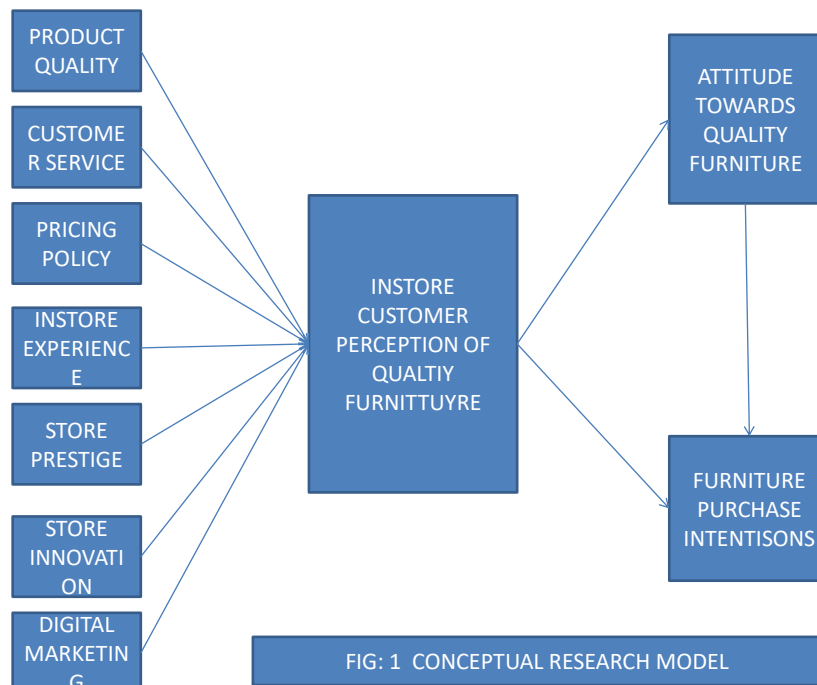 PRODUCT
QUALITY
CUSTOME
R SERVICE
PRICING
POLICY
INSTORE
EXPERIENC
E
STORE
PRESTIGE
STORE
INNOVATI
ON
DIGITAL
MARKETIN
G
INSTORE
CUSTOMER
PERCEPTION OF
QUALTIY
FURNITTUYRE
ATTITUDE
TOWARDS
QUALITY
FURNITURE
FURNITURE
PURCHASE
INTENTISONS
FIG: 1 CONCEPTUAL RESEARCH MODEL